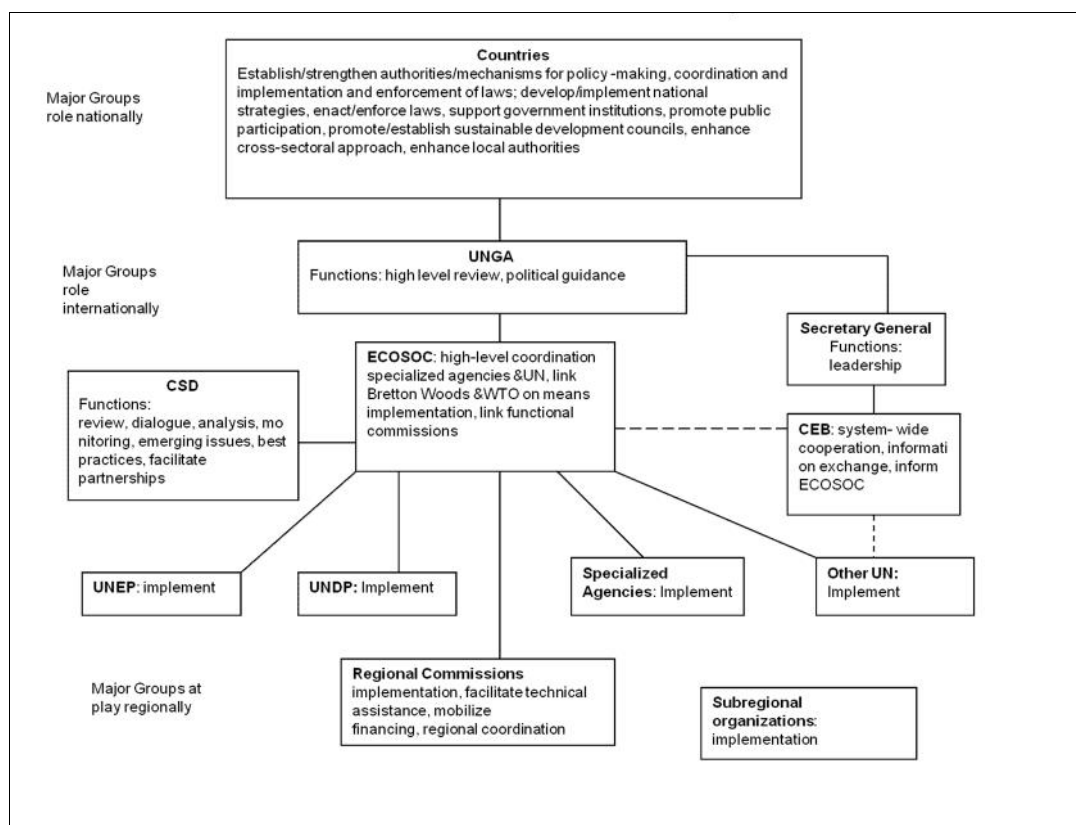 Countries
Establish/strengthen authorities/mechanisms for policy -making, coordination and
implementation and enforcement of laws; develop/implement national
strategies, enact/enforce laws, support government institutions, promote public
participation, promote/establish sustainable development councils, enhance
cross-sectoral approach, enhance local authorities
Major Groups
role nationally
UNGA
Functions: high level review, political guidance
Major Groups
role
internationally
Secretary General
Functions:
leadership
ECOSOC: high-level coordination
specialized agencies &UN, link
Bretton Woods &WTO on means
implementation, link functional
commissions
CSD
Functions:
review, dialogue, analysis, mo
nitoring, emerging issues, best
practices, facilitate
partnerships
CEB: system- wide
cooperation, informati
on exchange, inform
ECOSOC
UNEP: implement
UNDP: Implement
Specialized
Agencies: Implement
Other UN:
Implement
Major Groups at
play regionally
Regional Commissions
implementation, facilitate technical
assistance, mobilize
financing, regional coordination
Subregional
organizations:
implementation